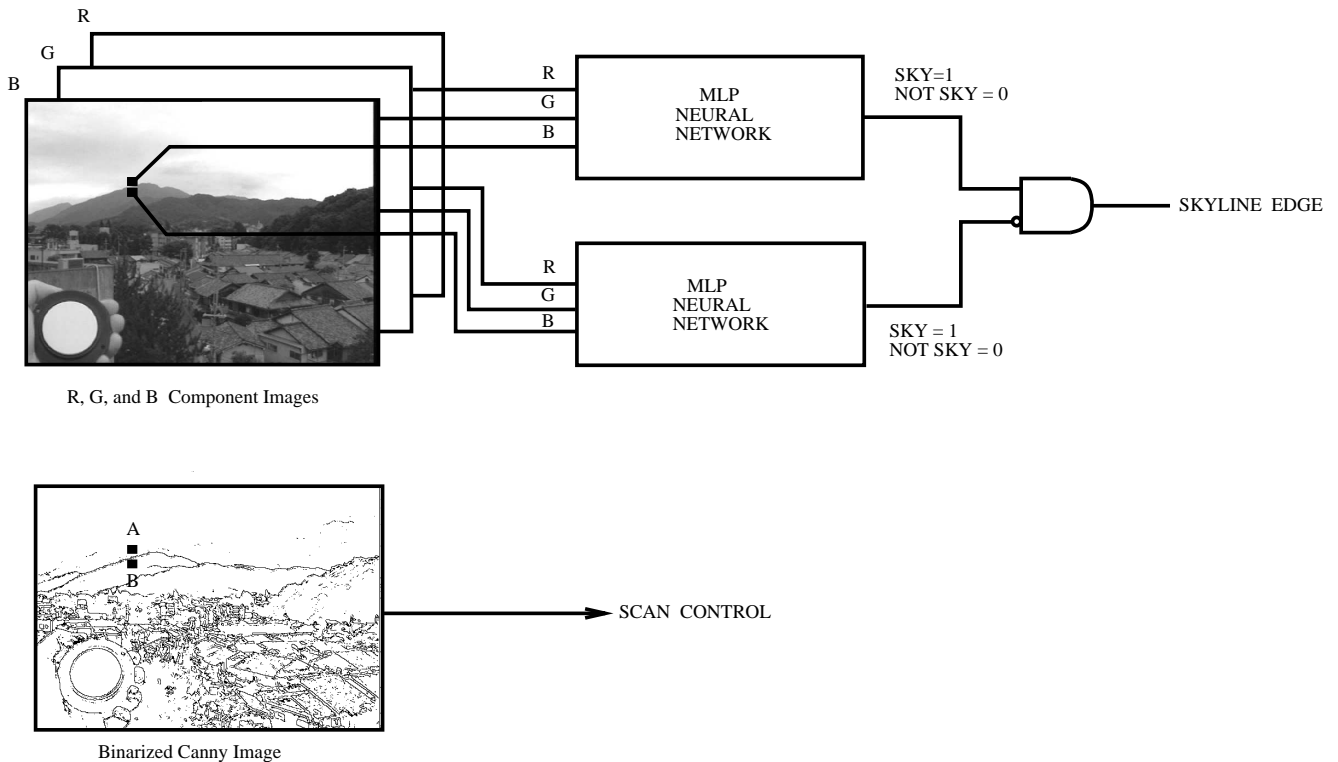 R
G
B
R
G
B
MLP
NEURAL
NETWORK
SKY=1
NOT SKY = 0
SKYLINE EDGE
R
G
B
MLP
NEURAL
NETWORK
SKY = 1
NOT SKY = 0
R, G, and B Component Images
A
B
SCAN CONTROL
Binarized Canny Image